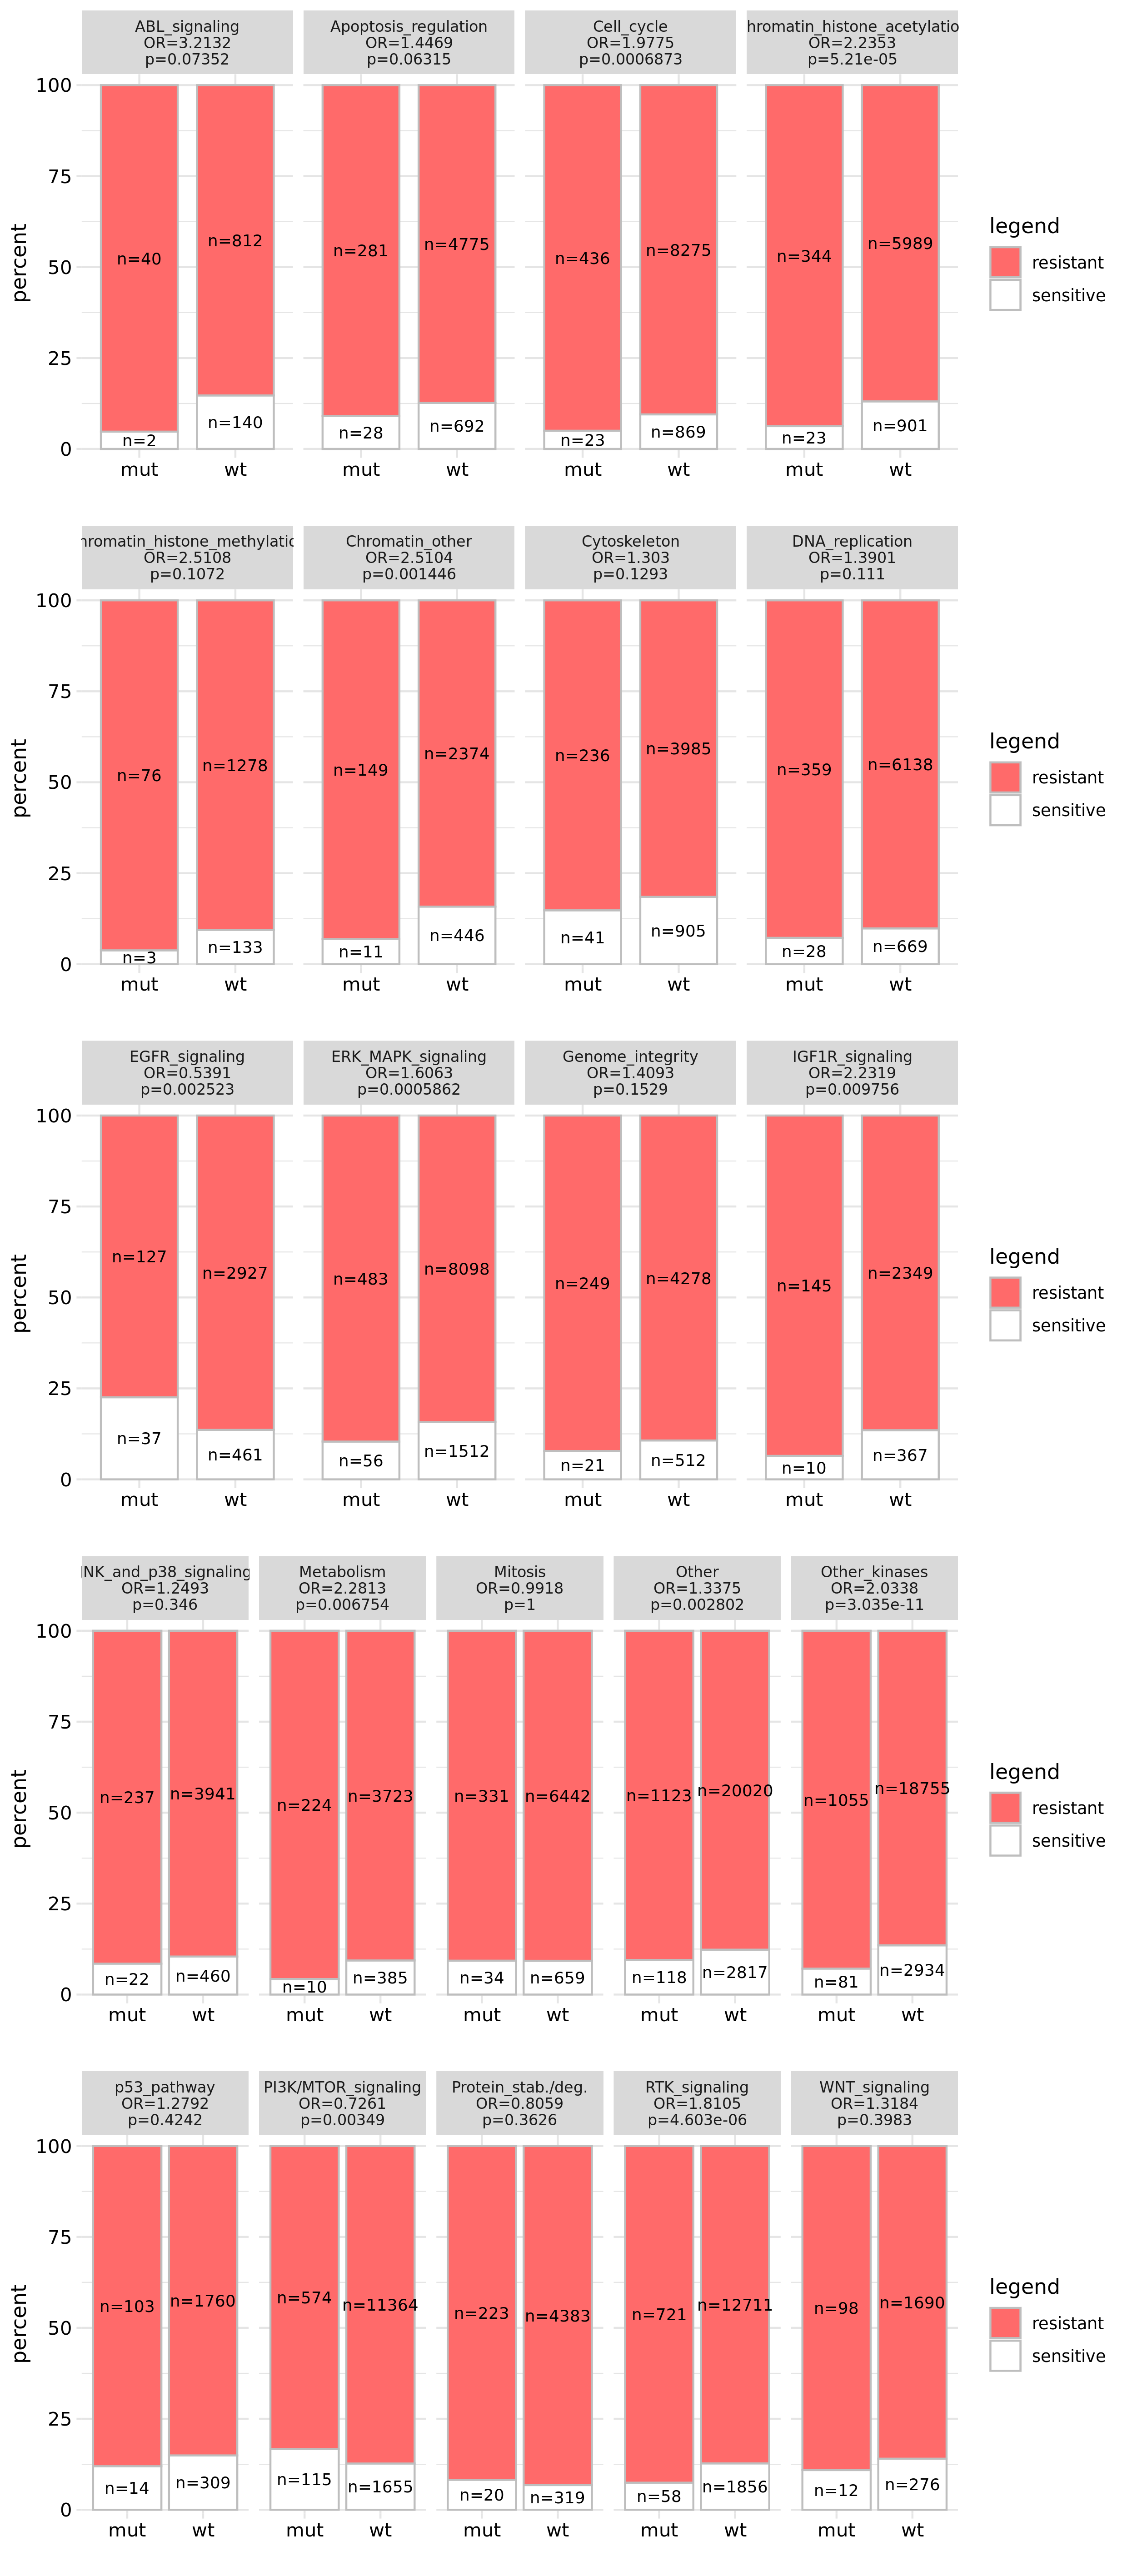 ABL_signaling
OR=3.2132
p=0.07352
Apoptosis_regulation
OR=1.4469
p=0.06315
Cell_cycle
OR=1.9775
p=0.0006873
hromatin_histone_acetylatio
OR=2.2353
p=5.21e-05
100
75
50
25
0
percent
n=40
n=2
n=812
n=140
n=281
n=28
n=4775
n=692
n=436
n=23
n=8275
n=869
n=344
n=23
n=5989
n=901
mut
wt
mut
wt
mut
wt
mut
wt
legend
resistant
sensitive
hromatin_histone_methylatic
OR=2.5108
p=0.1072
Chromatin_other
OR=2.5104
p=0.001446
Cytoskeleton
OR=1.303
p=0.1293
DNA_replication
OR=1.3901
p=0.111
100
75
50
25
0
percent
n=76
n=3
n=1278
n=133
n=149
n=11
n=2374
n=446
n=236
n=41
n=3985
n=905
n=359
n=28
n=6138
n=669
mut
wt
mut
wt
mut
wt
mut
wt
legend
resistant
sensitive
EGFR_signaling
OR=0.5391
p=0.002523
ERK_MAPK_signaling
OR=1.6063
p=0.0005862
Genome_integrity
OR=1.4093
p=0.1529
IGF1R_signaling
OR=2.2319
p=0.009756
100
75
50
25
0
percent
n=127
n=37
n=2927
n=461
n=483
n=56
n=8098
n=1512
n=249
n=21
n=4278
n=512
n=145
n=10
n=2349
n=367
mut
wt
mut
wt
mut
wt
mut
wt
legend
resistant
sensitive
NK_and_p38_signaling
OR=1.2493
p=0.346
Metabolism
OR=2.2813
p=0.006754
Mitosis
OR=0.9918
p=1
Other
OR=1.3375
p=0.002802
Other_kinases
OR=2.0338
p=3.035e-11
100
75
50
25
0
percent
n=237
n=22
n=3941
n=460
n=224
n=10
n=3723
n=385
n=331
n=34
n=6442
n=659
n=1123
n=118
n=20020
n=2817
n=1055
n=81
n=18755
n=2934
mut
wt
mut
wt
mut
wt
mut
wt
mut
wt
legend
resistant
sensitive
p53_pathway
OR=1.2792
p=0.4242
PI3K/MTOR_signaling
OR=0.7261
p=0.00349
Protein_stab./deg.
OR=0.8059
p=0.3626
RTK_signaling
OR=1.8105
p=4.603e-06
WNT_signaling
OR=1.3184
p=0.3983
100
75
50
25
0
percent
n=103
n=14
n=1760
n=309
n=574
n=115
n=11364
n=1655
n=223
n=20
n=4383
n=319
n=721
n=58
n=12711
n=1856
n=98
n=12
n=1690
n=276
mut
wt
mut
wt
mut
wt
mut
wt
mut
wt
legend
resistant
sensitive